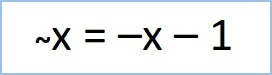 ~x = –x – 1